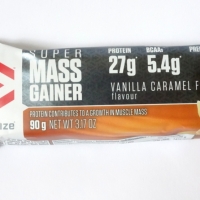 SUPER
MASS
GAINER
PROTEIN
27g
BCAAs
5.4g
VANILLA CARAMEL
flavour
PROTEIN CONTRIBUTES TO A GROWTH IN MUSCLE MASS
90 g NET WT 3.17 OZ